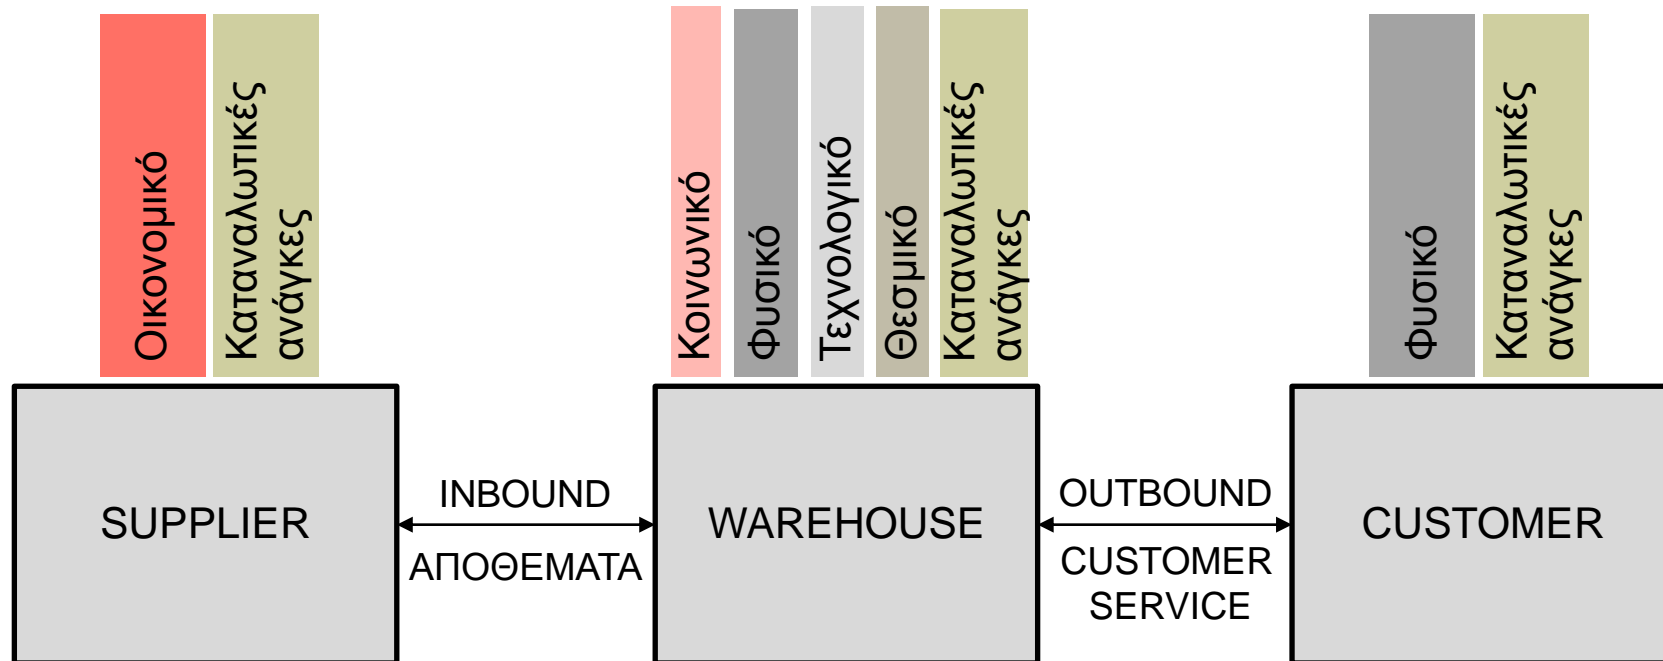 Οικονομικό
Καταναλωτικές
ανάγκες
Κοινωνικό
Φυσικό
Τεχνολογικό
Θεσμικό
Καταναλωτικές
ανάγκες
Φυσικό
Καταναλωτικές
ανάγκες
SUPPLIER
INBOUND
ΑΠΟΘΕΜΑΤΑ
WAREHOUSE
OUTBOUND
CUSTOMER
SERVICE
CUSTOMER